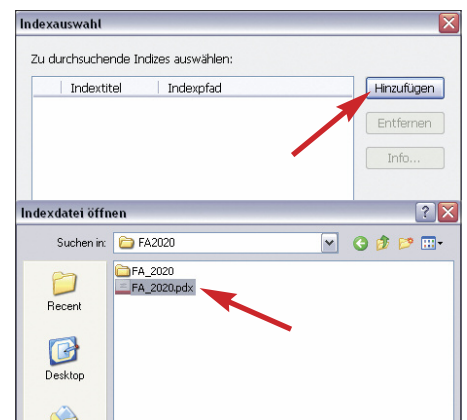 Indexauswahl
Zu durchsuchende Indizes auswählen:
Indextitel
Indexpfad
Hinzufügen
Entfernen
Info...
Indexdatei öffnen
Suchen in:
FA2020
FA_2020
FA_2020.pdx
Recent
Desktop